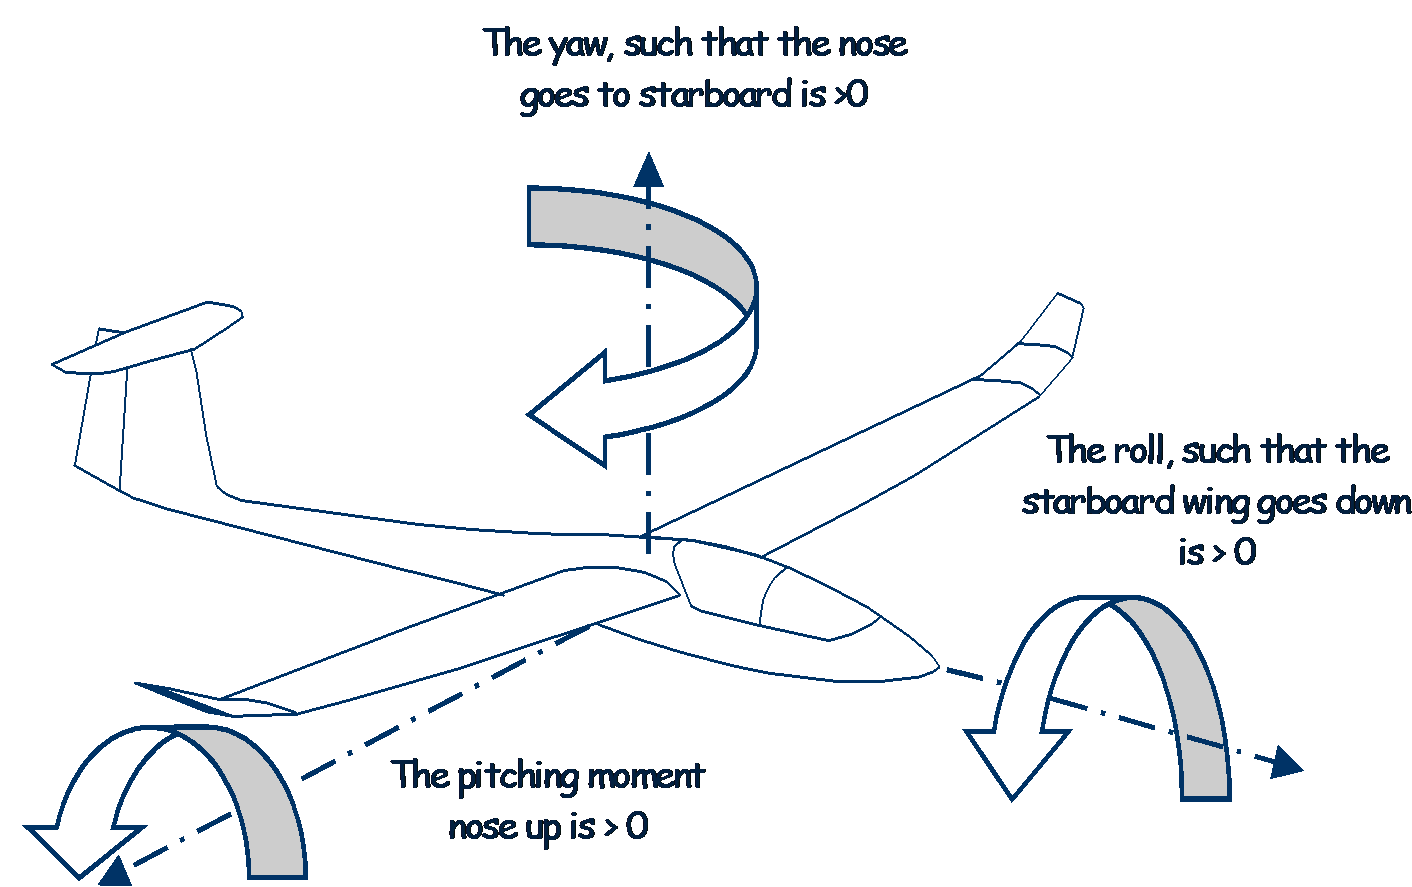 The yaw, such that the nose
goes to starboard is >0
The roll, such that the
starboard wing goes down
is > 0
The pitching moment
nose up is > 0